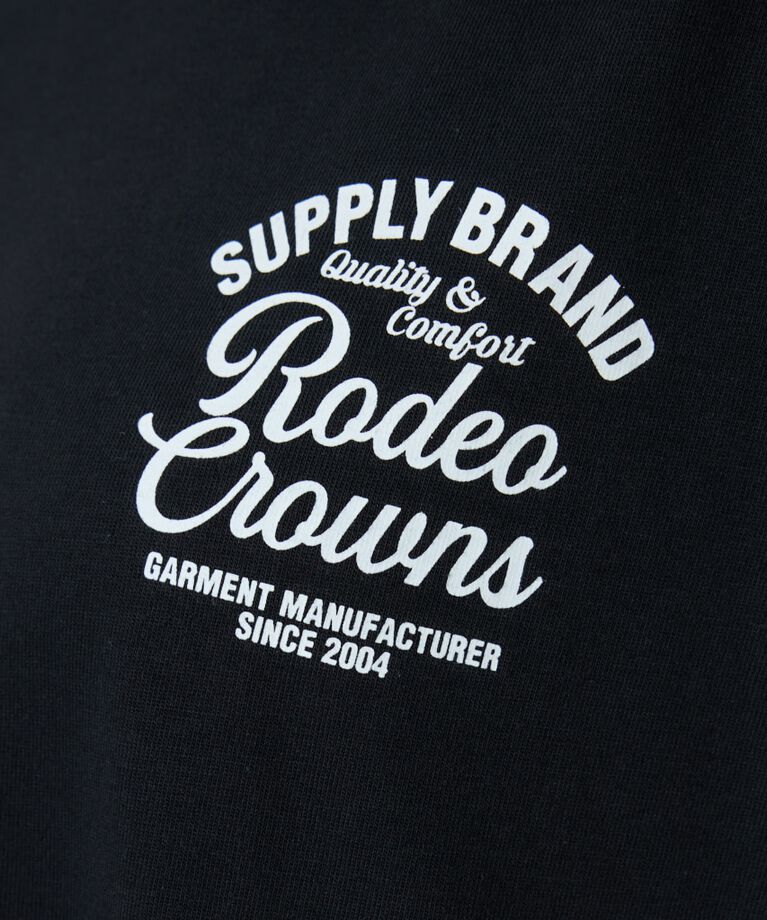 SUPPLY BRAND
Quality &
Comfort
Rodeo
Crowns
GARMENT MANUFACTURER
SINCE 2004